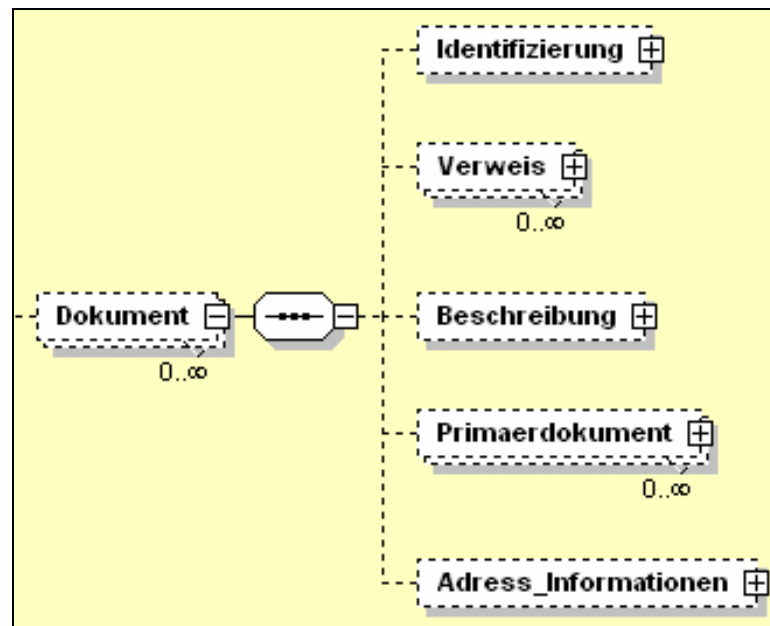 Identifizierung
Verweis
0..∞
Dokument
0..∞
Beschreibung
Primaerdokument
0..∞
Adress_Informationen